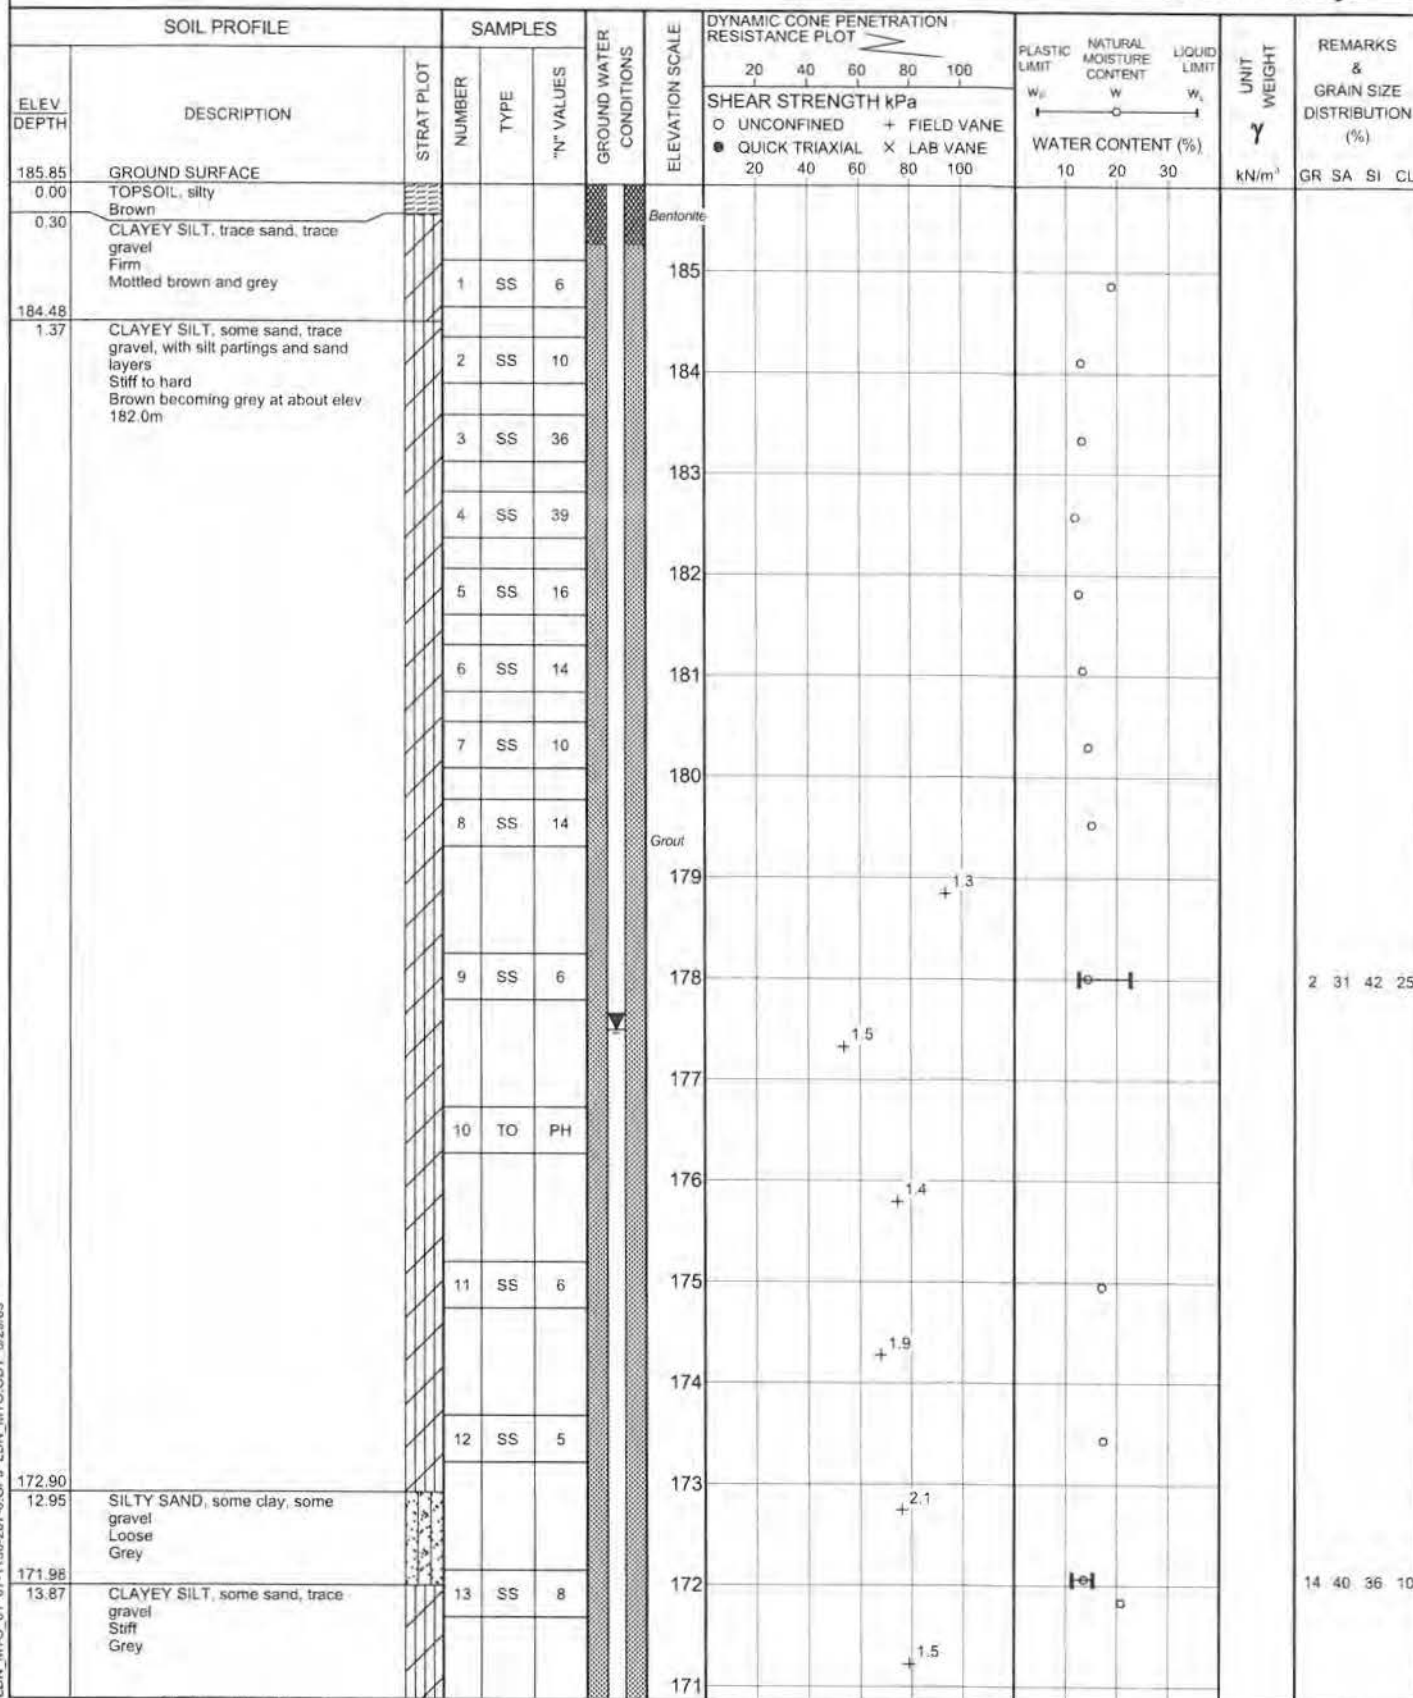 SOIL PROFILE
SAMPLES
GROUND WATER CONDITIONS
ELEVATION SCALE
DYNAMIC CONE PENETRATION
RESISTANCE PLOT
20 40 60 80 100
SHEAR STRENGTH kPa
○ UNCONFINED + FIELD VANE
● QUICK TRIAXIAL × LAB VANE
PLASTIC LIMIT
NATURAL MOISTURE CONTENT
LIQUID LIMIT
W
WATER CONTENT (%)
10 20 30
UNIT WEIGHT
γ
kN/m³
REMARKS
&
GRAIN SIZE
DISTRIBUTION
(%)
GR SA SI CL
ELEV
DEPTH
DESCRIPTION
STRAT PLOT
NUMBER
TYPE
"N" VALUES
185.85 GROUND SURFACE
0.00 TOPSOIL, silty
Brown
0.30
CLAYEY SILT, trace sand, trace
gravel
Firm
Mottled brown and grey
184.48
1.37 CLAYEY SILT, some sand, trace
gravel, with silt partings and sand
layers
Stiff to hard
Brown becoming grey at about elev
182.0m
172.90
12.95 SILTY SAND, some clay, some
gravel
Loose
Grey
171.98
13.87 CLAYEY SILT, some sand, trace
gravel
Stiff
Grey
1 SS 6
2 SS 10
3 SS 36
4 SS 39
5 SS 16
6 SS 14
7 SS 10
8 SS 14
9 SS 6
10 TO PH
11 SS 6
12 SS 5
13 SS 8
Bentonite
185
184
183
182
181
180
Grout
179
178
177
176
175
174
173
172
171
1.3
1.5
1.4
1.9
2.1
1.5
2 31 42 25
14 40 36 10